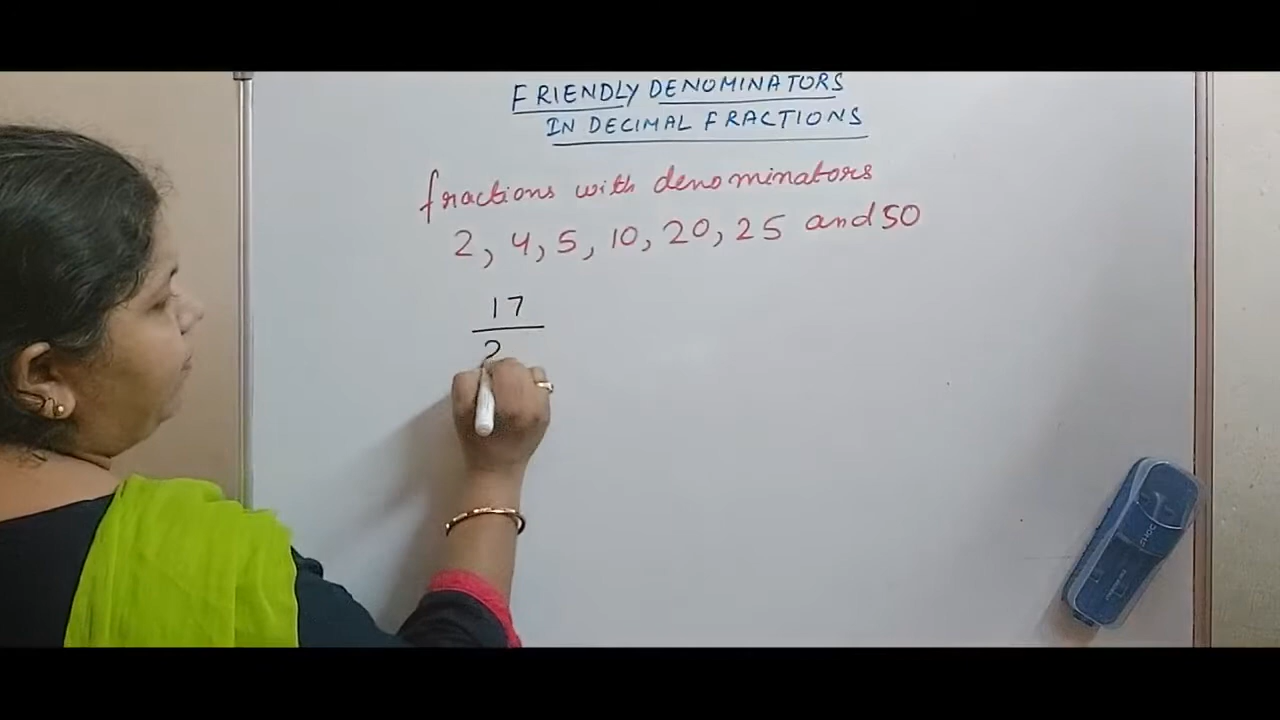 FRIENDLY DENOMINATORS
IN DECIMAL FRACTIONS
fractions with denominators
2, 4, 5, 10, 20, 25 and 50
17
2